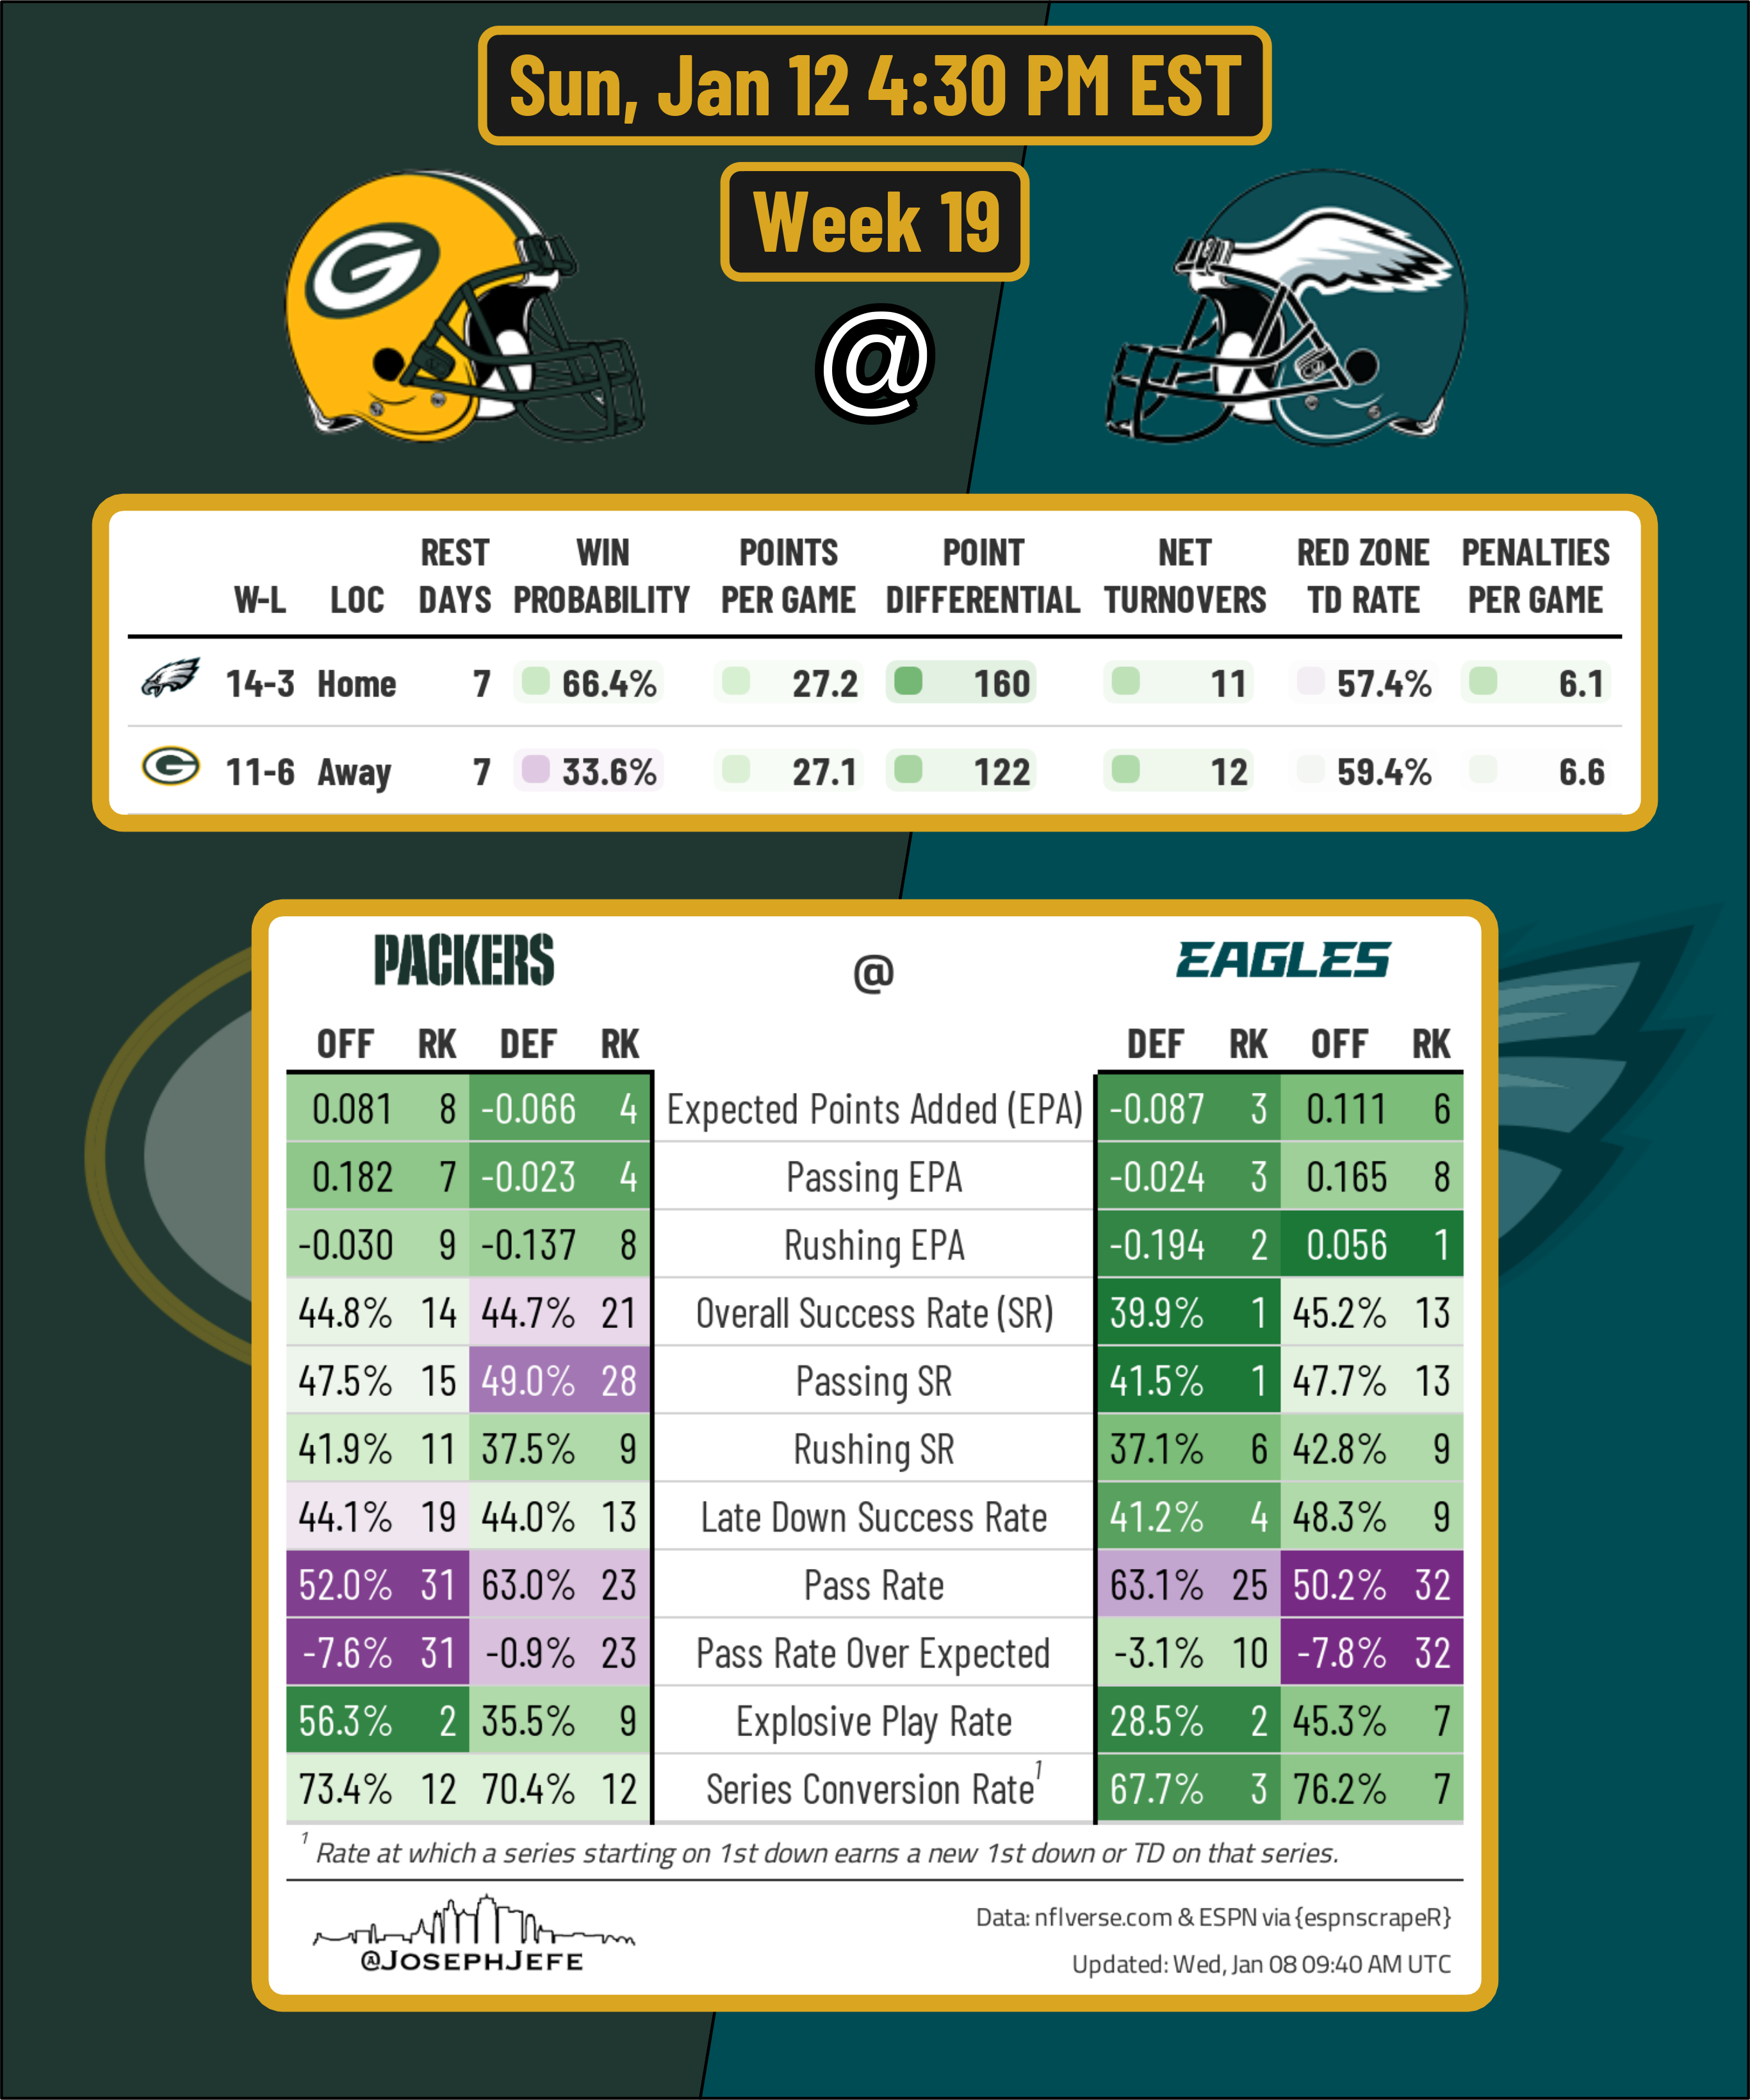 Sun, Jan 12 4:30 PM EST
Week 19
G
@
REST WIN POINTS POINT NET RED ZONE PENALTIES
W-L LOC DAYS PROBABILITY PER GAME DIFFERENTIAL TURNOVERS TD RATE PER GAME
14-3 Home 7 66.4% 27.2 160 11 57.4% 6.1
G 11-6 Away 7 33.6% 27.1 122 12 59.4% 6.6
PACKERS @ EAGLES
OFF RK DEF RK DEF RK OFF RK
0.081 8 -0.066 4 Expected Points Added (EPA) -0.087 3 0.111 6
0.182 7 -0.023 4 Passing EPA -0.024 3 0.165 8
-0.030 9 -0.137 8 Rushing EPA -0.194 2 0.056 1
44.8% 14 44.7% 21 Overall Success Rate (SR) 39.9% 1 45.2% 13
47.5% 15 49.0% 28 Passing SR 41.5% 1 47.7% 13
41.9% 11 37.5% 9 Rushing SR 37.1% 6 42.8% 9
44.1% 19 44.0% 13 Late Down Success Rate 41.2% 4 48.3% 9
52.0% 31 63.0% 23 Pass Rate 63.1% 25 50.2% 32
-7.6% 31 -0.9% 23 Pass Rate Over Expected -3.1% 10 -7.8% 32
56.3% 2 35.5% 9 Explosive Play Rate 28.5% 2 45.3% 7
73.4% 12 70.4% 12 Series Conversion Rate¹ 67.7% 3 76.2% 7
¹ Rate at which a series starting on 1st down earns a new 1st down or TD on that series.
@JOSEPHJEFE
Data: nflverse.com & ESPN via {espnscrapeR}
Updated: Wed, Jan 08 09:40 AM UTC